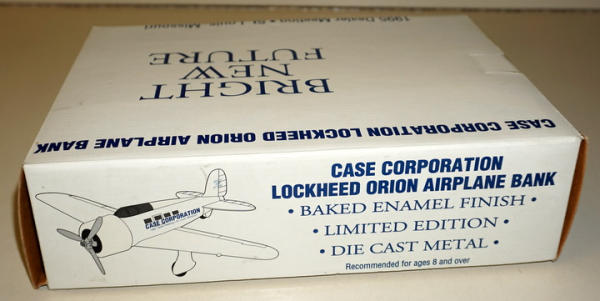 1995 Dealer Meeting • St. Louis, Missouri
BRIGHT
NEW
FUTURE
CASE CORPORATION LOCKHEED ORION AIRPLANE BANK
CASE CORPORATION
LOCKHEED ORION AIRPLANE BANK
• BAKED ENAMEL FINISH •
• LIMITED EDITION •
• DIE CAST METAL •
Recommended for ages 8 and over
CASE CORPORATION